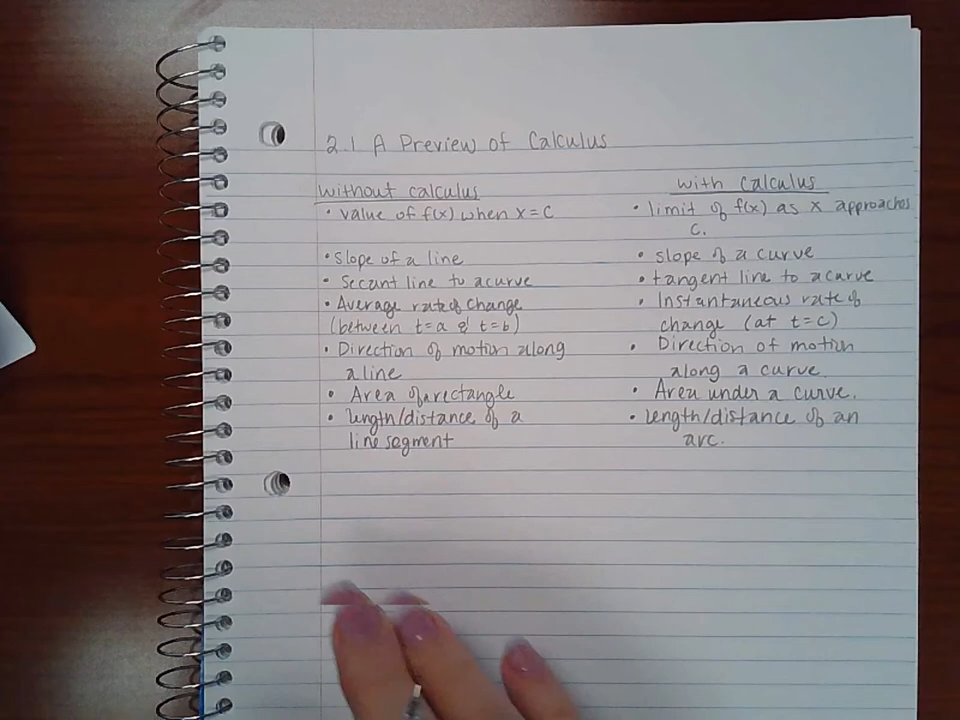 2.1 A Preview of Calculus
without calculus
with Calculus
• value of f(x) when x=c
• limit of f(x) as x approaches
c.
• Slope of a line
• slope of a curve
• Secant line to a curve
• tangent line to a curve
• Average rate of change
• Instantaneous rate of
(between t=a & t=b)
change (at t=c)
• Direction of motion along
• Direction of motion
a line
along a curve.
• Area of a rectangle
• Area under a curve.
• length/distance of a
• length/distance of an
line segment
arc.